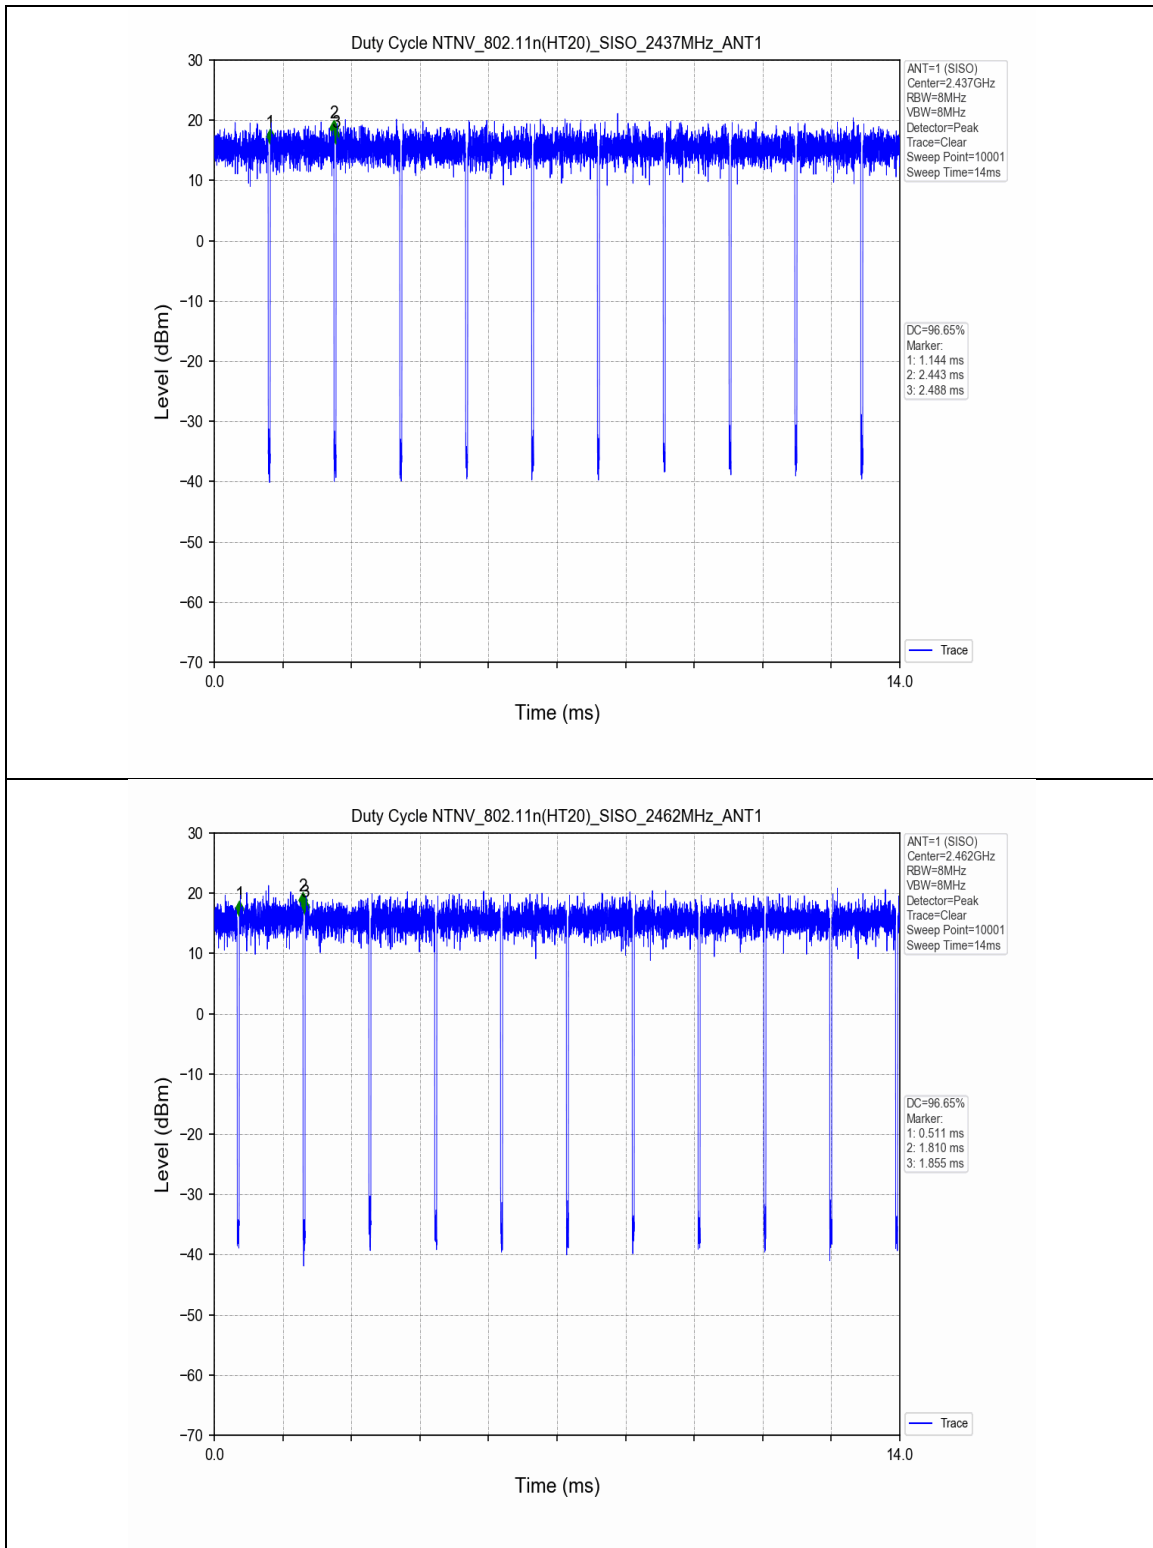 Duty Cycle NTNV_802.11n(HT20)_SISO_2437MHz_ANT1
30
20
10
0
−10
−20
−30
−40
−50
−60
−70
Level (dBm)
1
2
3
0.0
14.0
Time (ms)
ANT=1 (SISO)
Center=2.437GHz
RBW=8MHz
VBW=8MHz
Detector=Peak
Trace=Clear
Sweep Point=10001
Sweep Time=14ms
DC=96.65%
Marker:
1: 1.144 ms
2: 2.443 ms
3: 2.488 ms
Trace
Duty Cycle NTNV_802.11n(HT20)_SISO_2462MHz_ANT1
30
20
10
0
−10
−20
−30
−40
−50
−60
−70
Level (dBm)
1
2
3
0.0
14.0
Time (ms)
ANT=1 (SISO)
Center=2.462GHz
RBW=8MHz
VBW=8MHz
Detector=Peak
Trace=Clear
Sweep Point=10001
Sweep Time=14ms
DC=96.65%
Marker:
1: 0.511 ms
2: 1.810 ms
3: 1.855 ms
Trace